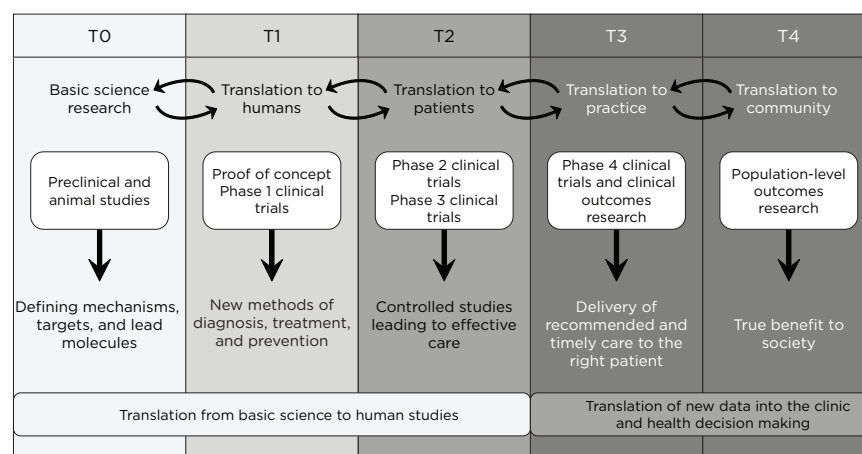 T0
T1
T2
T3
T4
Basic science
research
Translation to
humans
Translation to
patients
Translation to
practice
Translation to
community
Preclinical and
animal studies
Proof of concept
Phase 1 clinical
trials
Phase 2 clinical
trials
Phase 3 clinical
trials
Phase 4 clinical
trials and clinical
outcomes
research
Population-level
outcomes
research
Defining mechanisms,
targets, and lead
molecules
New methods of
diagnosis, treatment,
and prevention
Controlled studies
leading to effective
care
Delivery of
recommended and
timely care to the
right patient
True benefit to
society
Translation from basic science to human studies
Translation of new data into the clinic
and health decision making